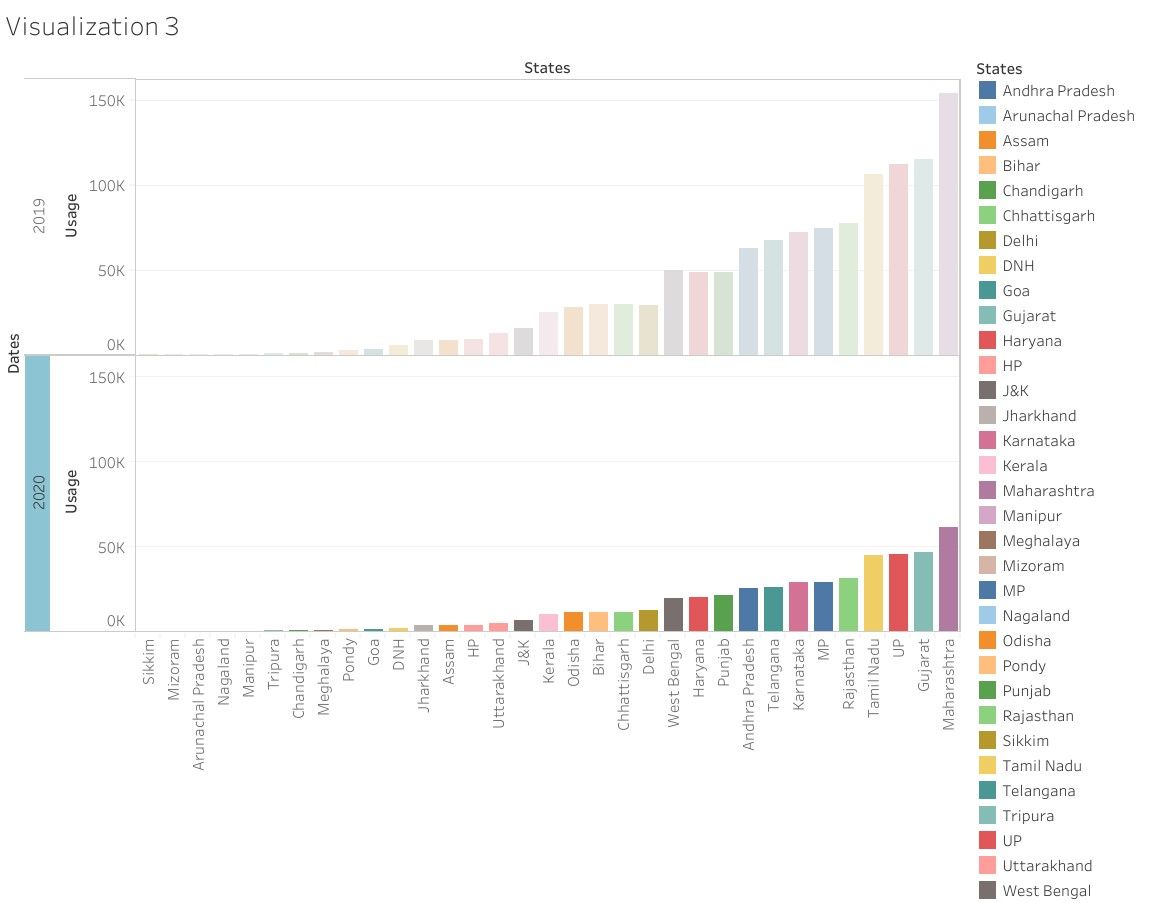 Visualization 3
States
Dates
2019
Usage
150K
100K
50K
0K
2020
Usage
150K
100K
50K
0K
Sikkim
Mizoram
Arunachal Pradesh
Nagaland
Manipur
Tripura
Chandigarh
Meghalaya
Pondy
Goa
DNH
Jharkhand
Assam
HP
Uttarakhand
J&K
Kerala
Odisha
Bihar
Chhattisgarh
Delhi
West Bengal
Haryana
Punjab
Andhra Pradesh
Telangana
Karnataka
MP
Rajasthan
Tamil Nadu
UP
Gujarat
Maharashtra
States
Andhra Pradesh
Arunachal Pradesh
Assam
Bihar
Chandigarh
Chhattisgarh
Delhi
DNH
Goa
Gujarat
Haryana
HP
J&K
Jharkhand
Karnataka
Kerala
Maharashtra
Manipur
Meghalaya
Mizoram
MP
Nagaland
Odisha
Pondy
Punjab
Rajasthan
Sikkim
Tamil Nadu
Telangana
Tripura
UP
Uttarakhand
West Bengal